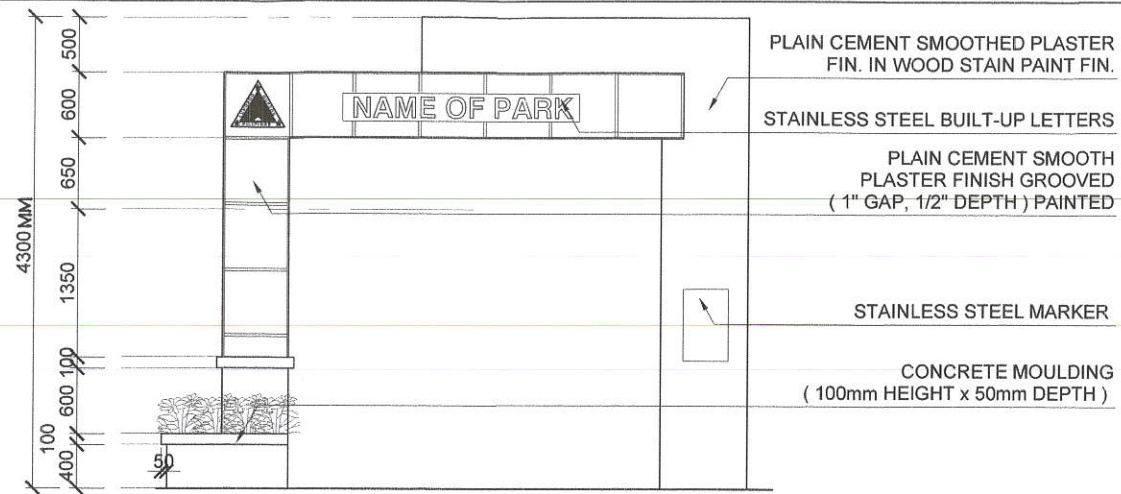 4300MM
500
600
650
1350
100
600
100
400
50
NAME OF PARK
PLAIN CEMENT SMOOTHED PLASTER
FIN. IN WOOD STAIN PAINT FIN.
STAINLESS STEEL BUILT-UP LETTERS
PLAIN CEMENT SMOOTH
PLASTER FINISH GROOVED
( 1" GAP, 1/2" DEPTH ) PAINTED
STAINLESS STEEL MARKER
CONCRETE MOULDING
( 100mm HEIGHT x 50mm DEPTH )